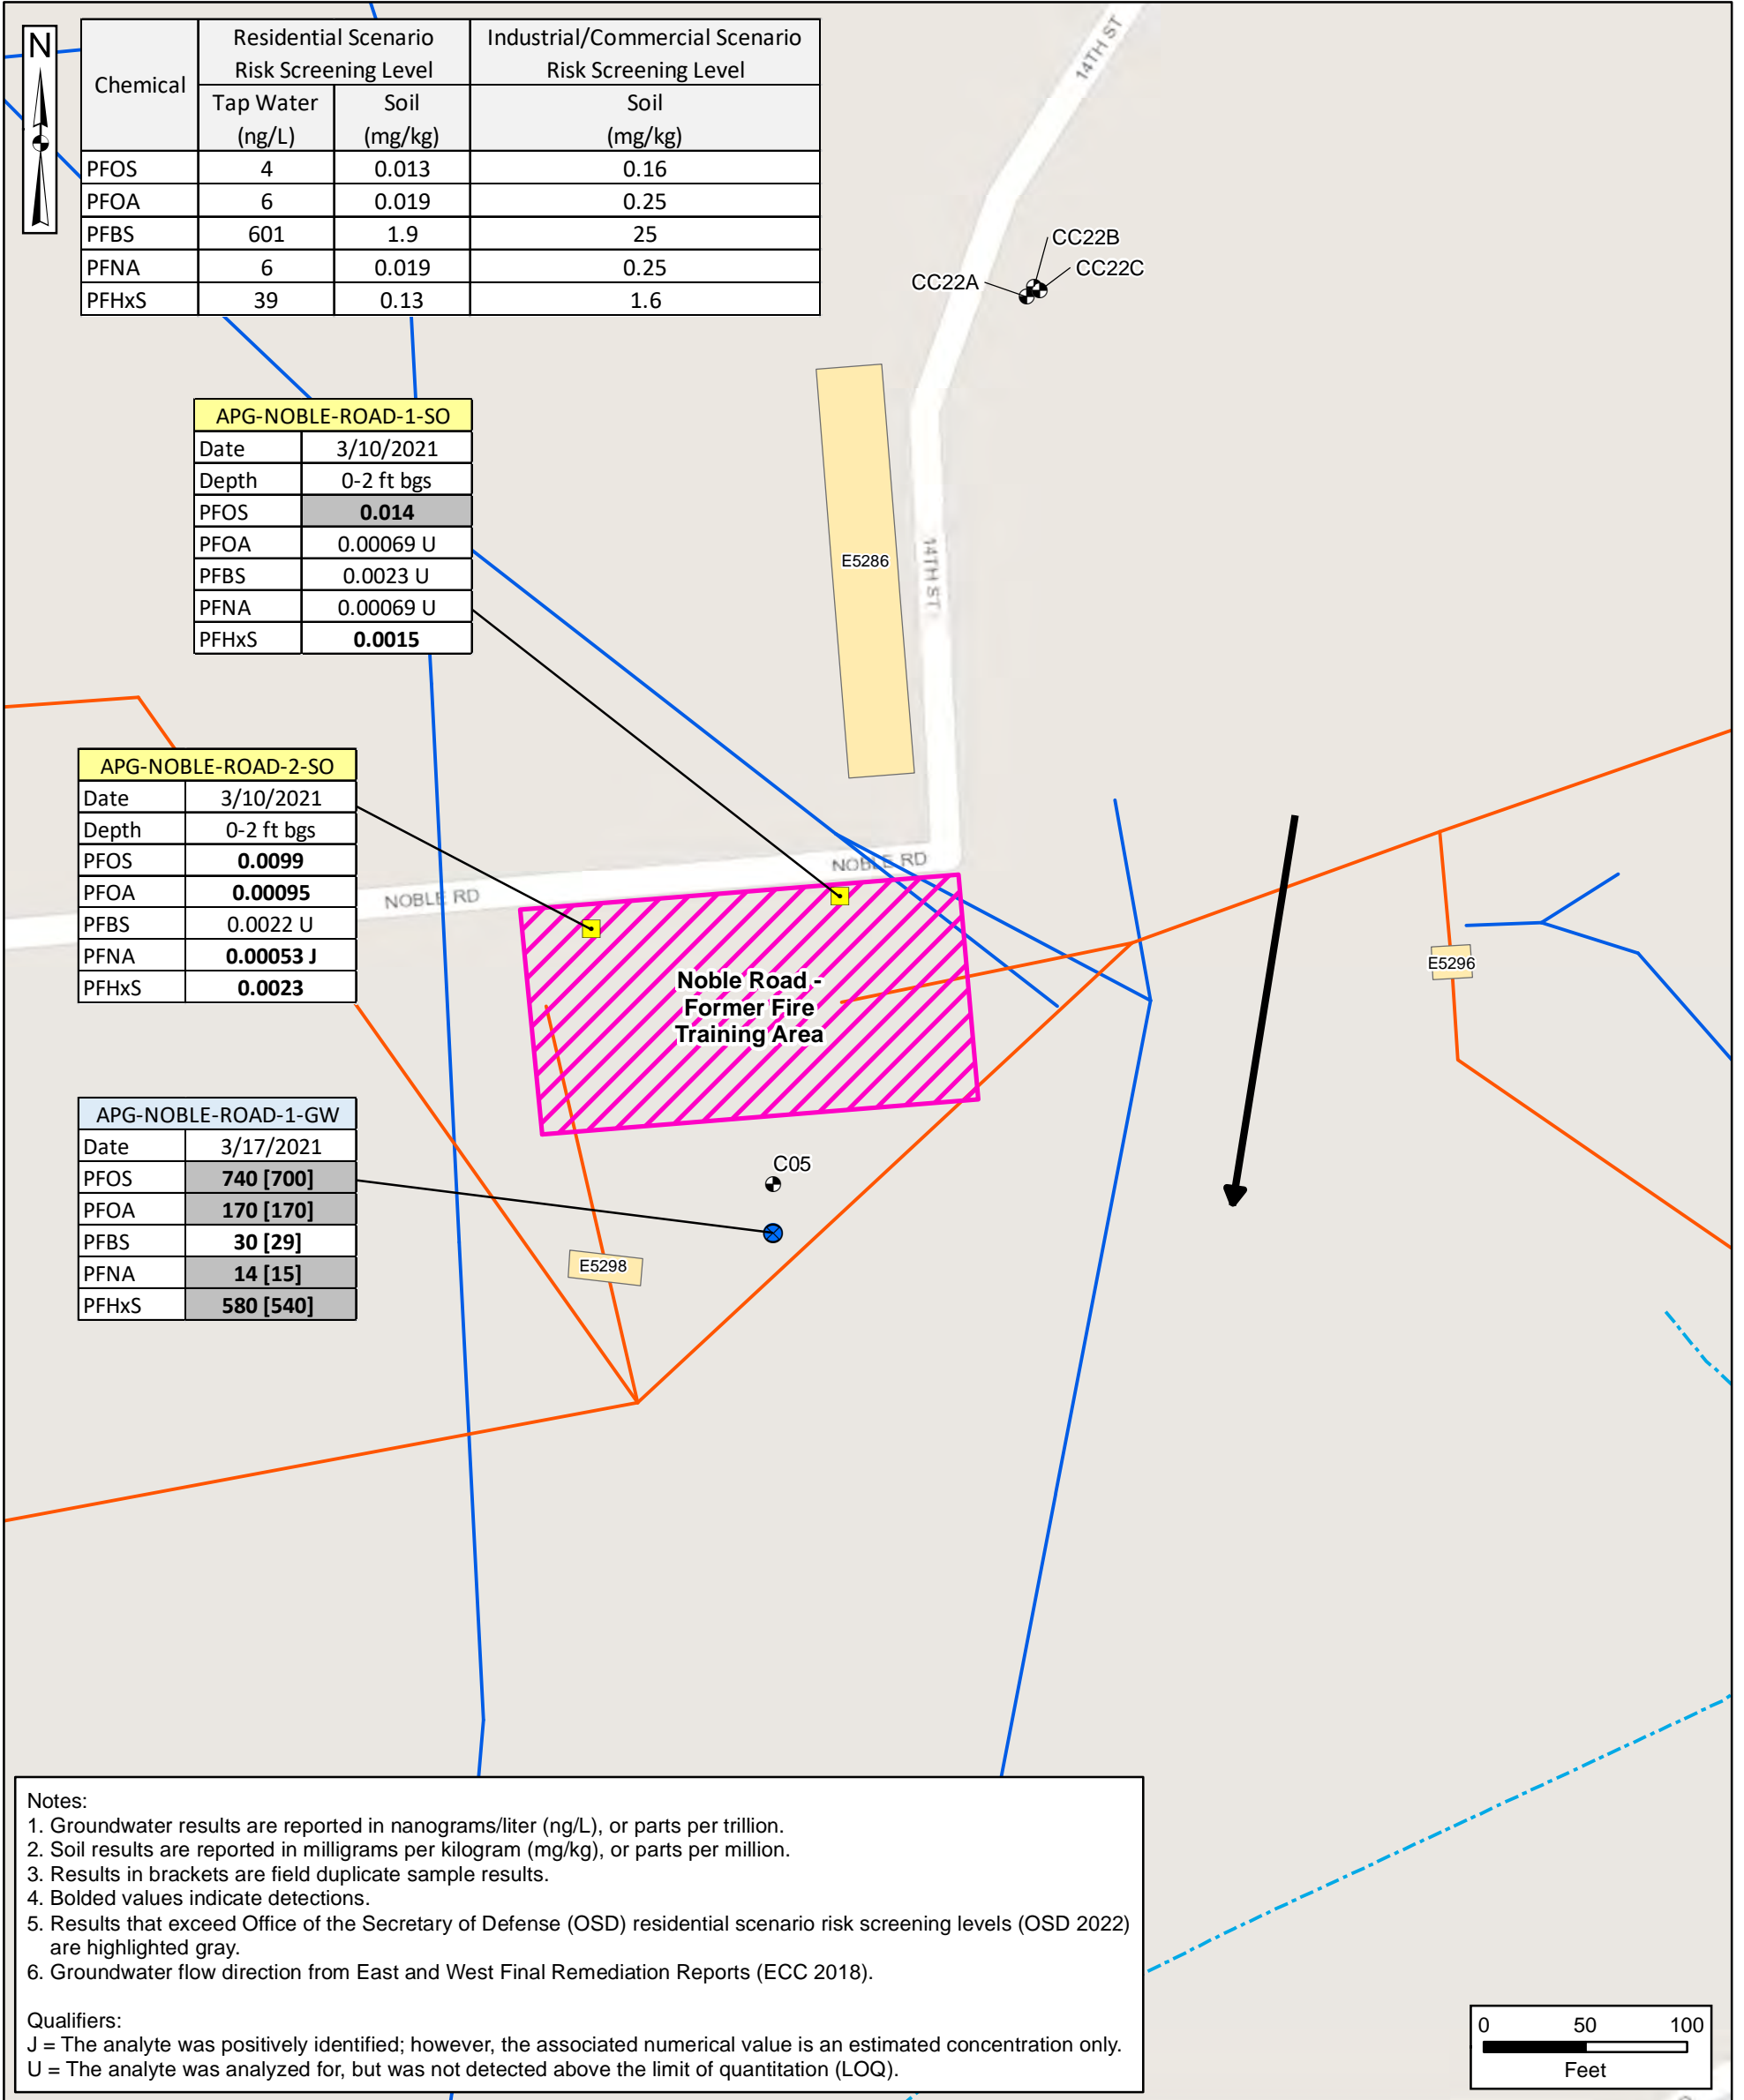 N
Chemical
Residential Scenario
Risk Screening Level
Industrial/Commercial Scenario
Risk Screening Level
Tap Water
(ng/L)
Soil
(mg/kg)
Soil
(mg/kg)
PFOS 4 0.013 0.16
PFOA 6 0.019 0.25
PFBS 601 1.9 25
PFNA 6 0.019 0.25
PFHxS 39 0.13 1.6
14TH ST
CC22B
CC22C
CC22A
APG-NOBLE-ROAD-1-SO
Date 3/10/2021
Depth 0-2 ft bgs
PFOS 0.014
PFOA 0.00069 U
PFBS 0.0023 U
PFNA 0.00069 U
PFHxS 0.0015
E5286
14TH ST
APG-NOBLE-ROAD-2-SO
Date 3/10/2021
Depth 0-2 ft bgs
PFOS 0.0099
PFOA 0.00095
PFBS 0.0022 U
PFNA 0.00053 J
PFHxS 0.0023
NOBLE RD
NOBLE RD
E5296
Noble Road -
Former Fire
Training Area
APG-NOBLE-ROAD-1-GW
Date 3/17/2021
PFOS 740 [700]
PFOA 170 [170]
PFBS 30 [29]
PFNA 14 [15]
PFHxS 580 [540]
C05
E5298
Notes:
1. Groundwater results are reported in nanograms/liter (ng/L), or parts per trillion.
2. Soil results are reported in milligrams per kilogram (mg/kg), or parts per million.
3. Results in brackets are field duplicate sample results.
4. Bolded values indicate detections.
5. Results that exceed Office of the Secretary of Defense (OSD) residential scenario risk screening levels (OSD 2022)
are highlighted gray.
6. Groundwater flow direction from East and West Final Remediation Reports (ECC 2018).
Qualifiers:
J = The analyte was positively identified; however, the associated numerical value is an estimated concentration only.
U = The analyte was analyzed for, but was not detected above the limit of quantitation (LOQ).
0 50 100
Feet